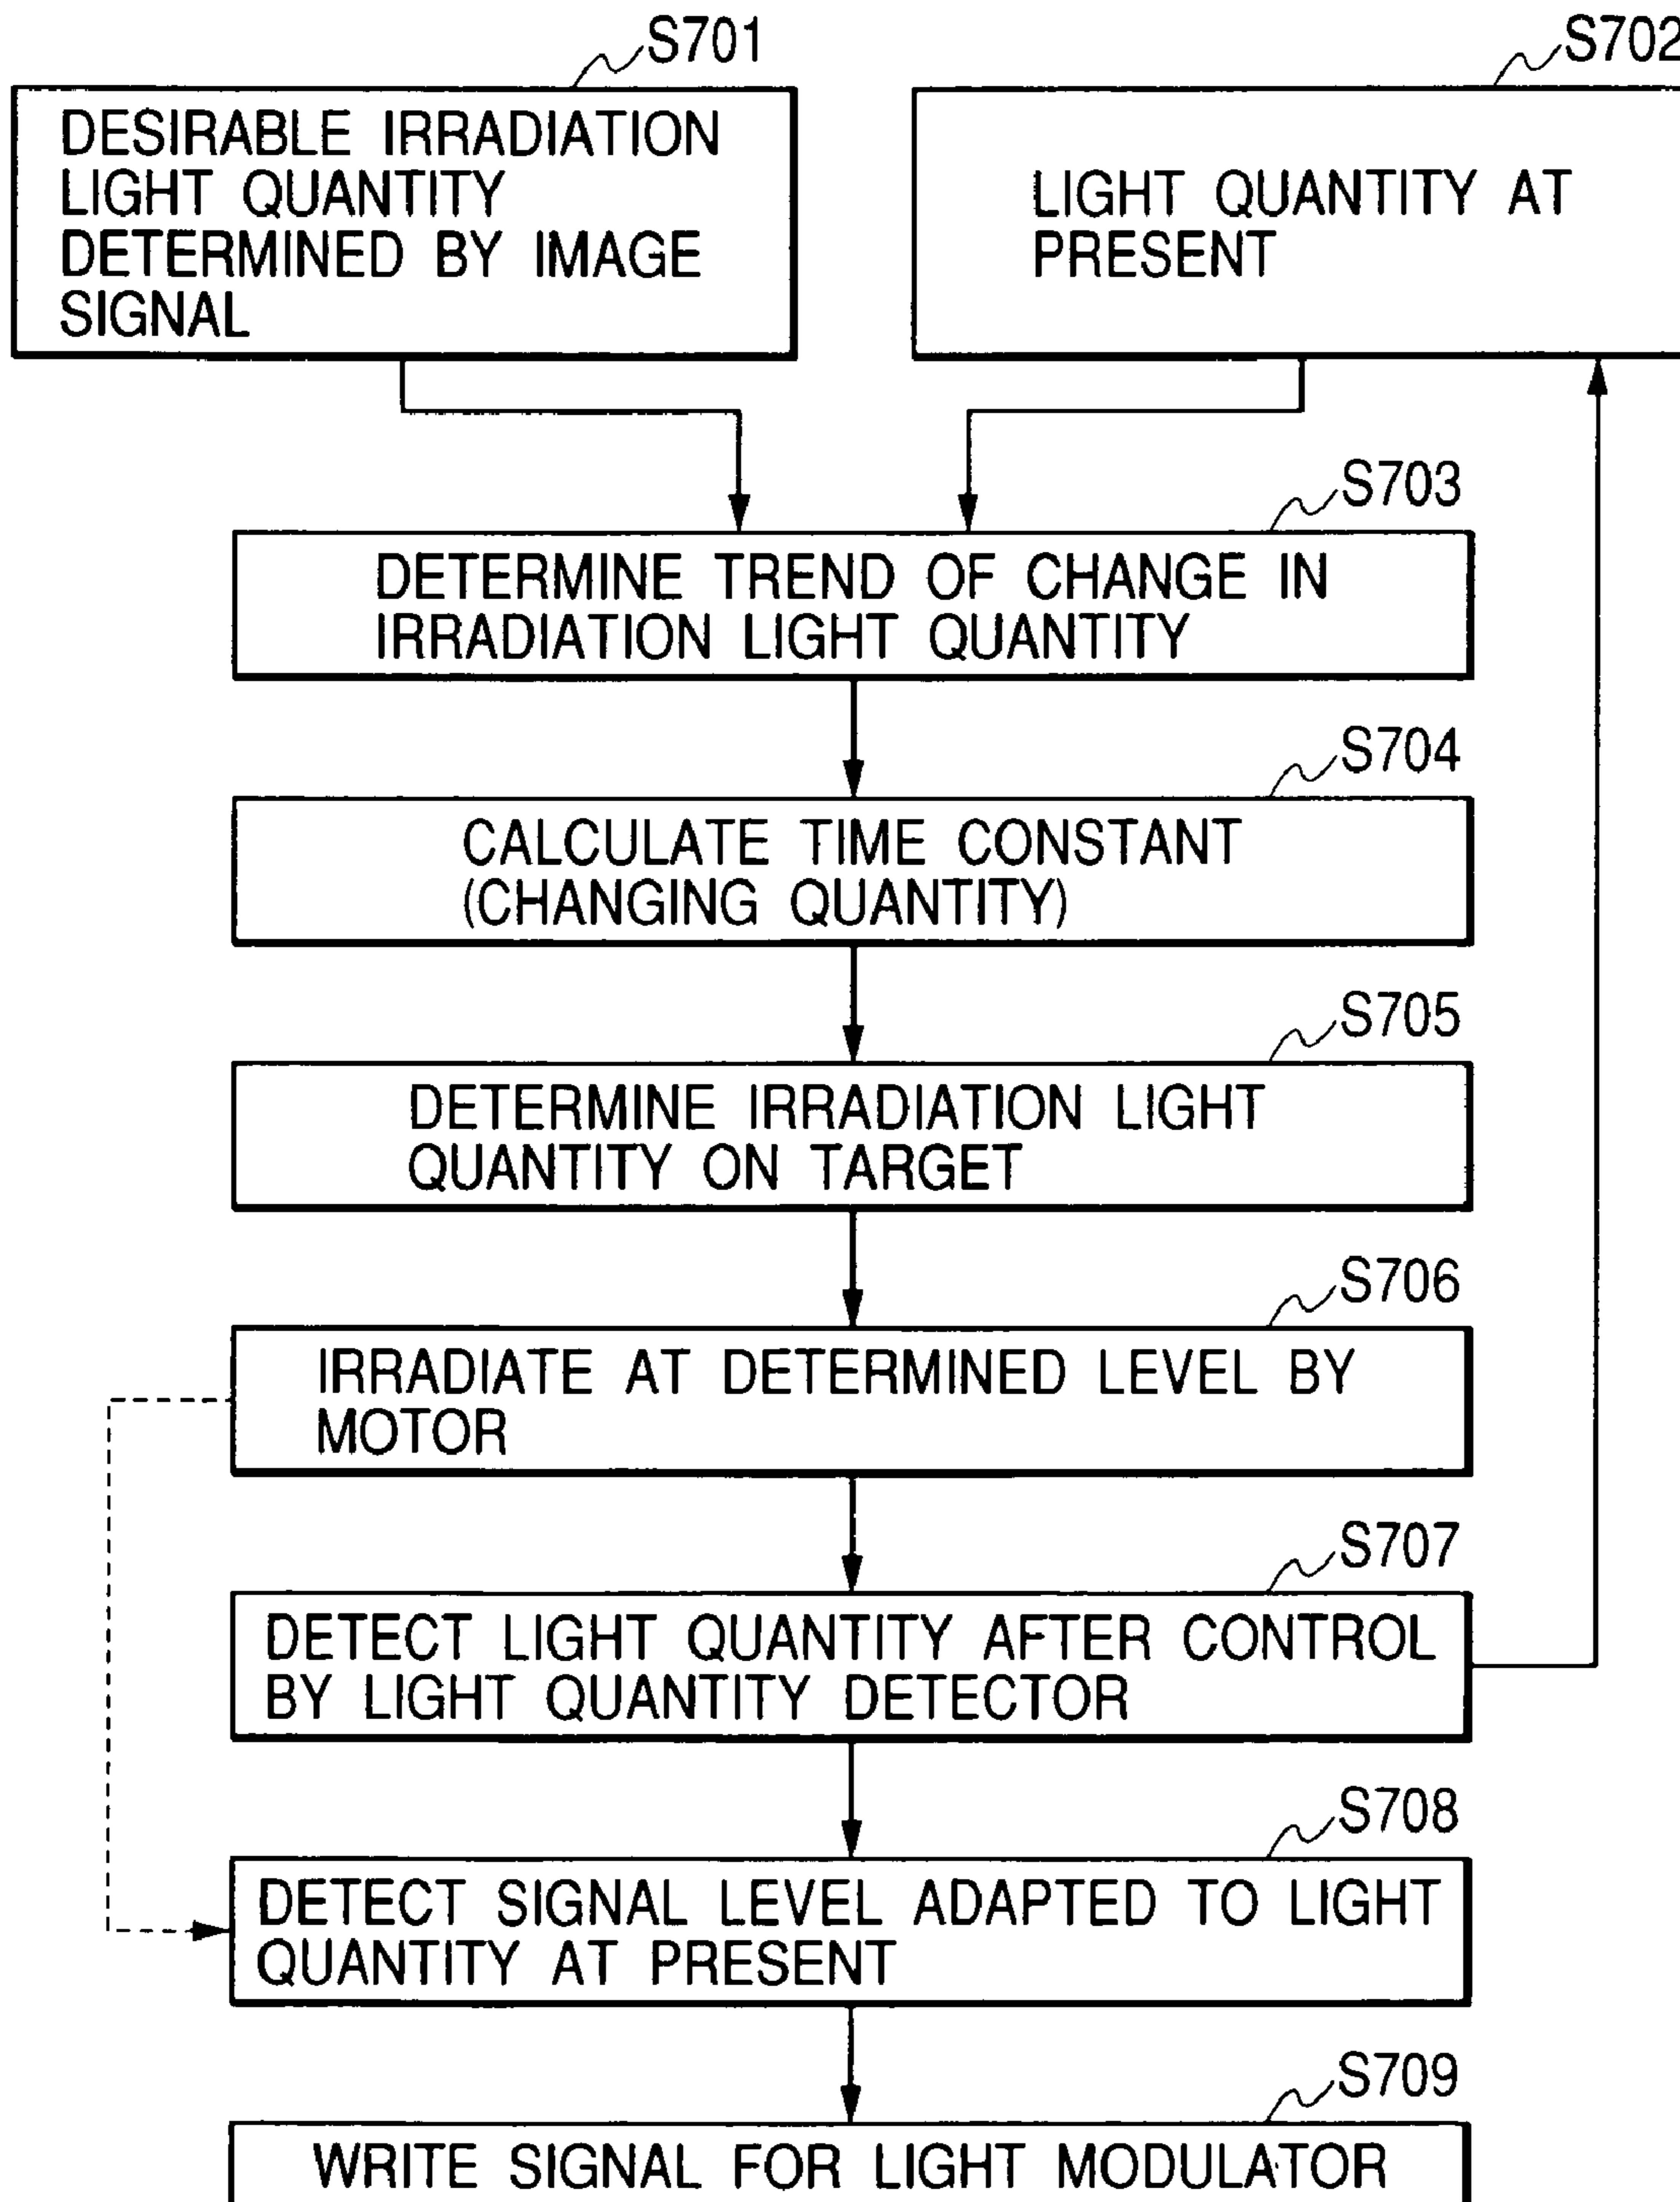 S701
DESIRABLE IRRADIATION
LIGHT QUANTITY
DETERMINED BY IMAGE
SIGNAL
S702
LIGHT QUANTITY AT
PRESENT
S703
DETERMINE TREND OF CHANGE IN
IRRADIATION LIGHT QUANTITY
S704
CALCULATE TIME CONSTANT
(CHANGING QUANTITY)
S705
DETERMINE IRRADIATION LIGHT
QUANTITY ON TARGET
S706
IRRADIATE AT DETERMINED LEVEL BY
MOTOR
S707
DETECT LIGHT QUANTITY AFTER CONTROL
BY LIGHT QUANTITY DETECTOR
S708
DETECT SIGNAL LEVEL ADAPTED TO LIGHT
QUANTITY AT PRESENT
S709
WRITE SIGNAL FOR LIGHT MODULATOR